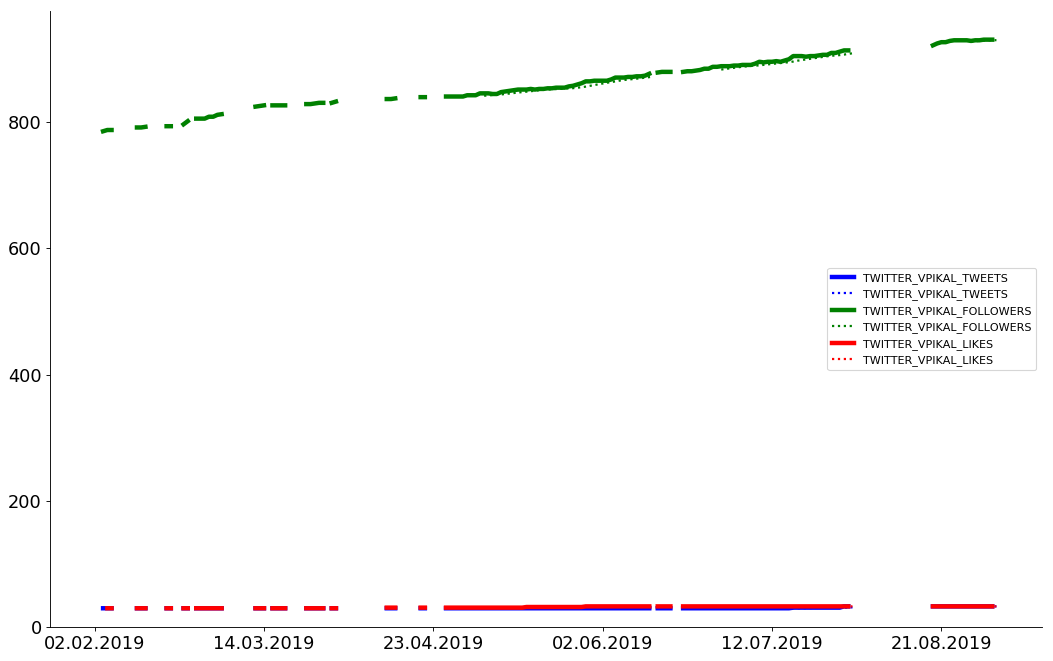 800
600
400
200
0
TWITTER_VPIKAL_TWEETS
TWITTER_VPIKAL_TWEETS
TWITTER_VPIKAL_FOLLOWERS
TWITTER_VPIKAL_FOLLOWERS
TWITTER_VPIKAL_LIKES
TWITTER_VPIKAL_LIKES
02.02.2019 14.03.2019 23.04.2019 02.06.2019 12.07.2019 21.08.2019